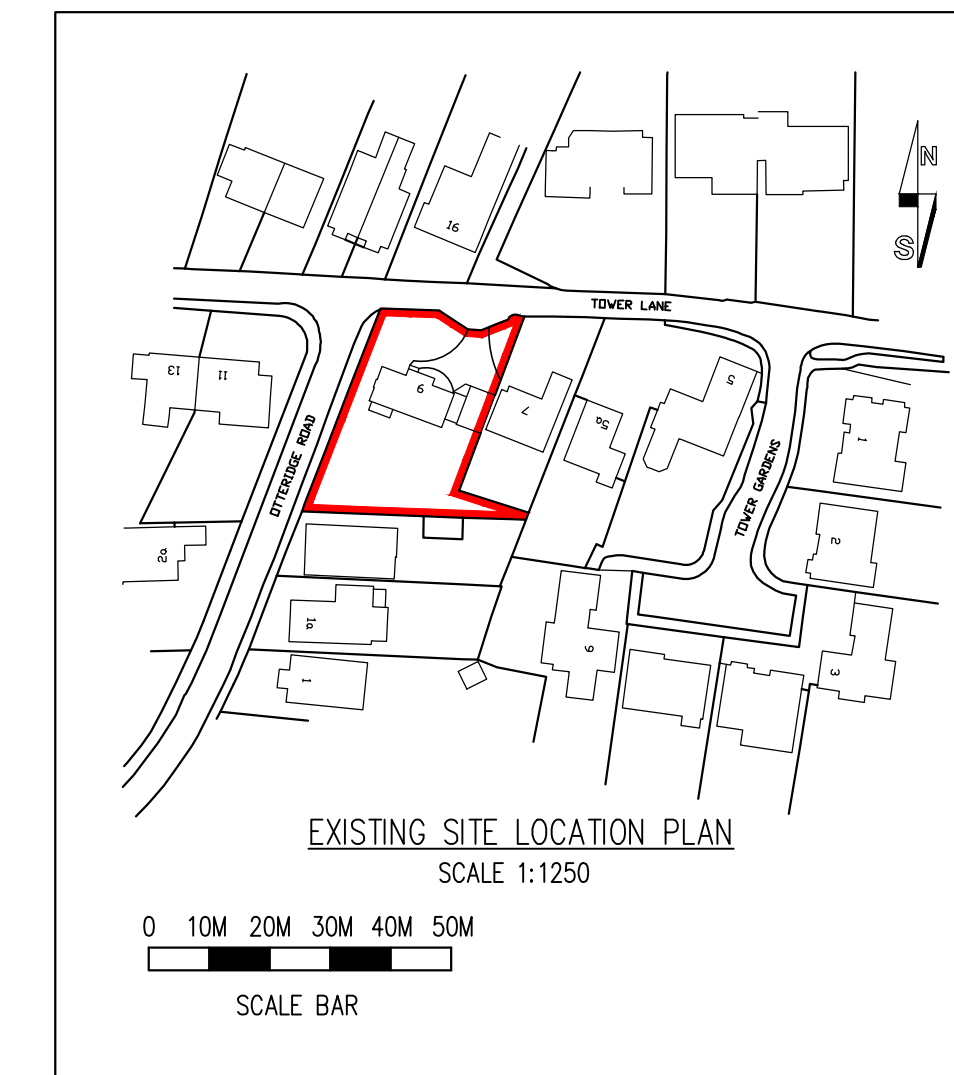 N
S
16
TOWER LANE
13
11
9
7
5a
5
1
OTTERIDGE ROAD
TOWER GARDENS
2a
2
1a
9
3
1
EXISTING SITE LOCATION PLAN
SCALE 1:1250
0 10M 20M 30M 40M 50M
SCALE BAR